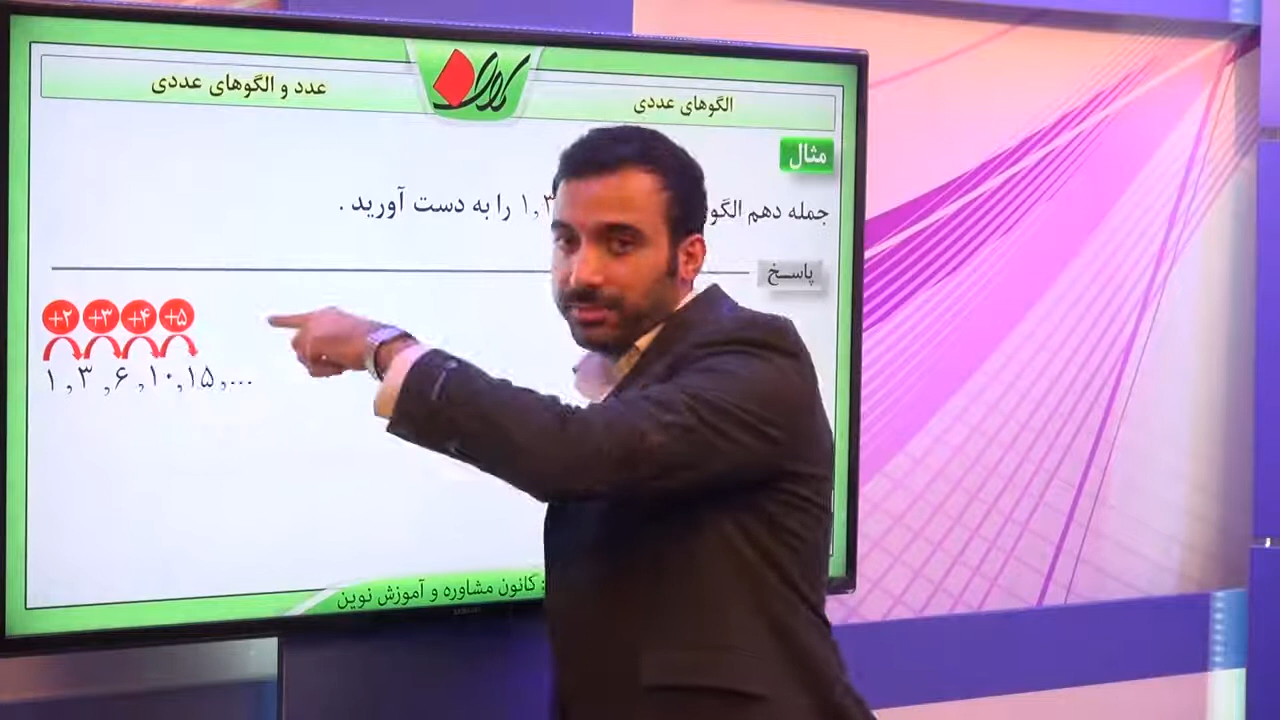 الگوهای عددی
عدد و الگوهای عددی
مثال
جمله دهم الگو ۱,۳ را به دست آورید .
پاسخ
+۲ +۳ +۴ +۵
۱ , ۳ , ۶ , ۱۰ , ۱۵ , ...
: کانون مشاوره و آموزش نوین